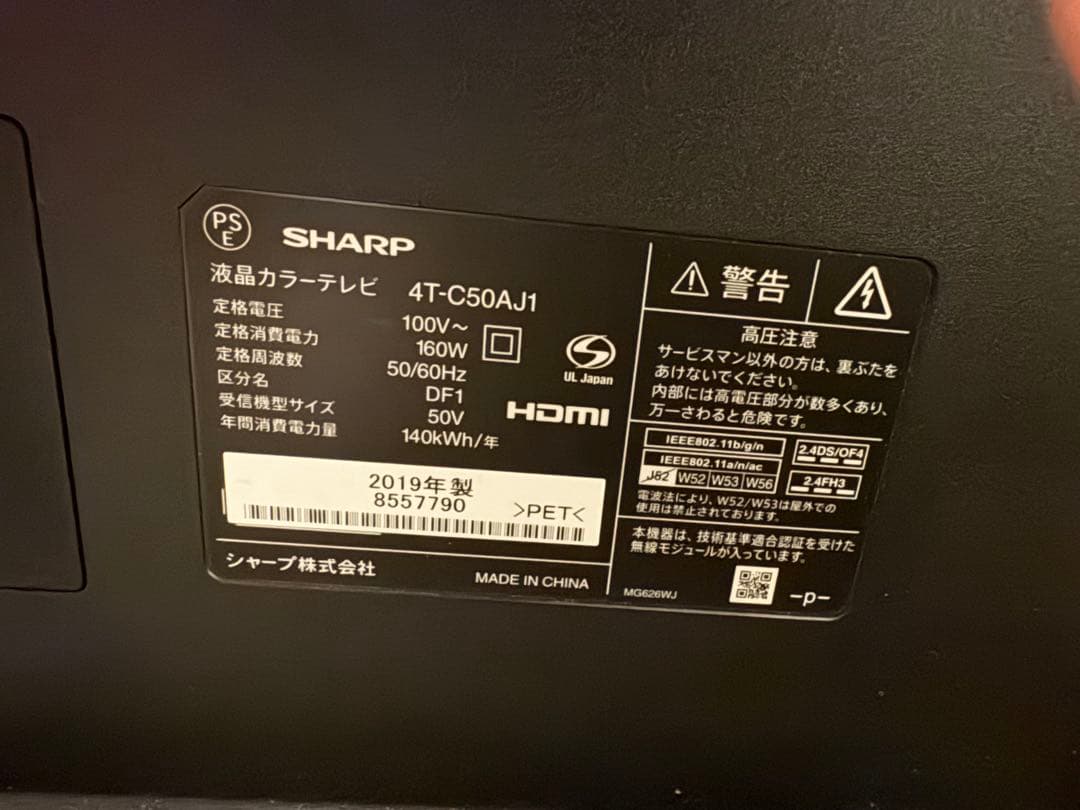 PS
E
SHARP
液晶カラーテレビ 4T-C50AJ1
定格電圧 100V～
定格消費電力 160W
定格周波数 50/60Hz
区分名 DF1
受信機型サイズ 50V
年間消費電力量 140kWh/年
UL Japan
HDMI
2019年製
8557790
>PET<
シャープ株式会社
MADE IN CHINA
警告
高圧注意
サービスマン以外の方は、裏ぶたを
あけないでください。
内部には高電圧部分が数多くあり、
万一さわると危険です。
IEEE802.11b/g/n
IEEE802.11a/n/ac
J52 W52 W53 W56
2.4DS/OF4
2.4FH3
電波法により、W52/W53は屋外での
使用は禁止されております。
本機器は、技術基準適合認証を受けた
無線モジュールが入っています。
MG626WJ
-p-